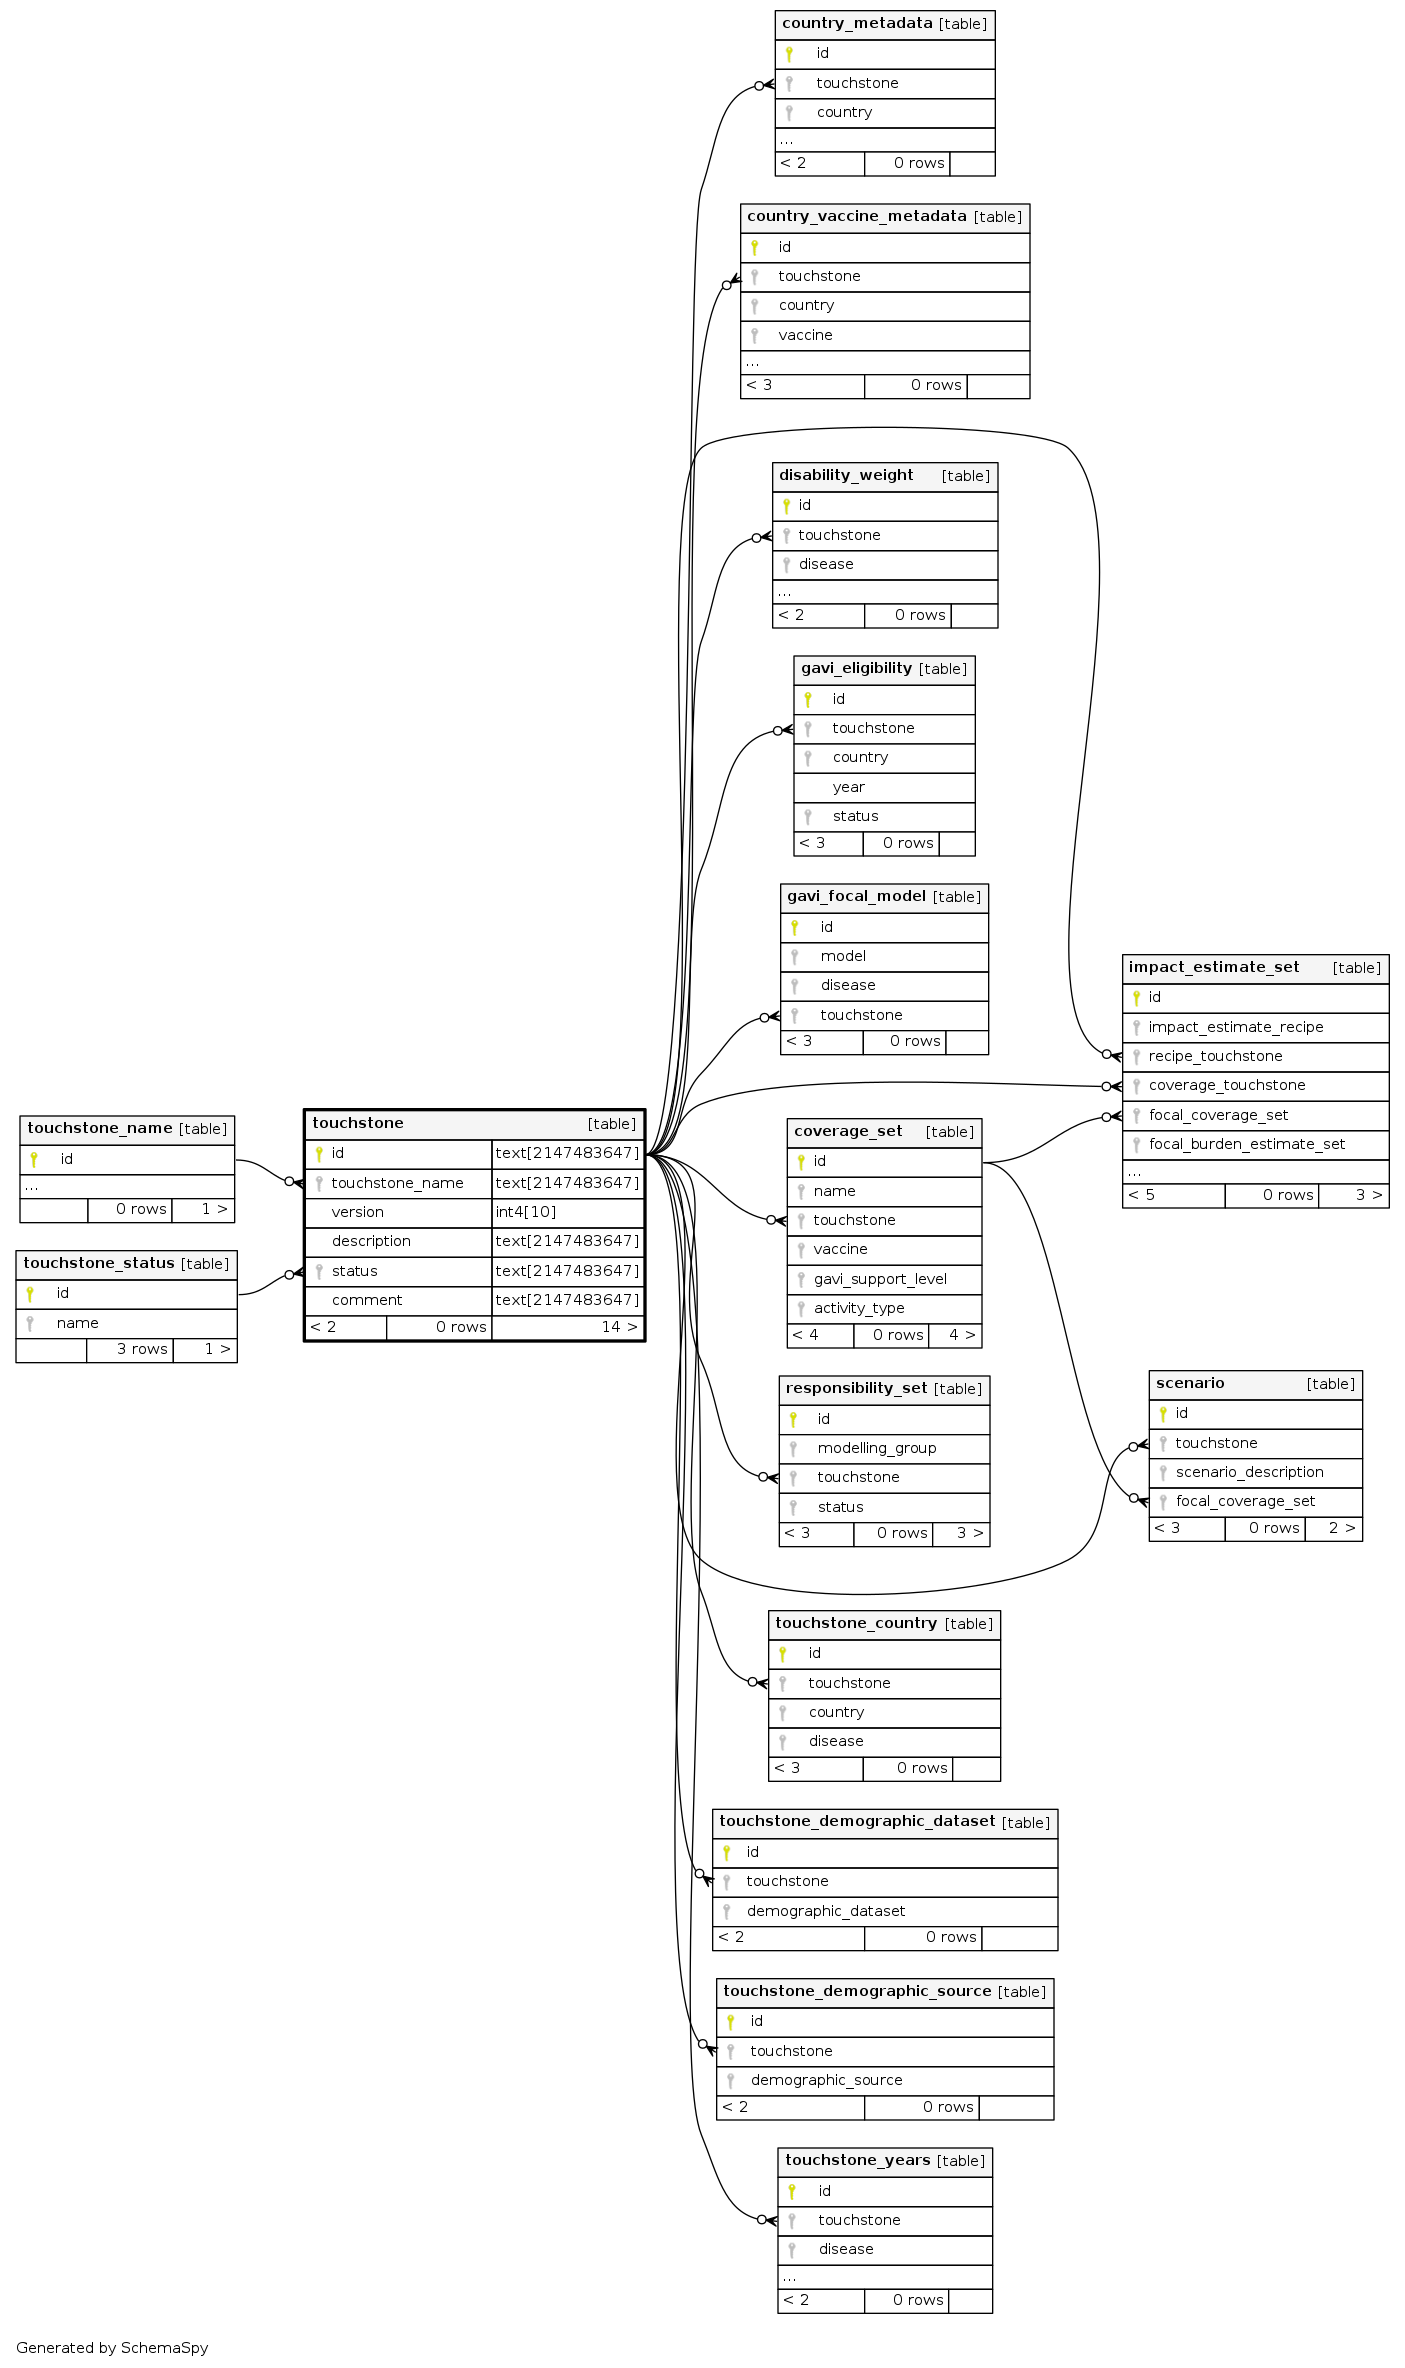 country_metadata [table]
id
touchstone
country
...
< 2 0 rows
country_vaccine_metadata [table]
id
touchstone
country
vaccine
...
< 3 0 rows
disability_weight [table]
id
touchstone
disease
...
< 2 0 rows
gavi_eligibility [table]
id
touchstone
country
year
status
< 3 0 rows
gavi_focal_model [table]
id
model
disease
touchstone
< 3 0 rows
impact_estimate_set [table]
id
impact_estimate_recipe
recipe_touchstone
coverage_touchstone
focal_coverage_set
focal_burden_estimate_set
...
< 5 0 rows 3 >
touchstone_name [table]
id
...
0 rows 1 >
touchstone_status [table]
id
name
3 rows 1 >
touchstone [table]
id text[2147483647]
touchstone_name text[2147483647]
version int4[10]
description text[2147483647]
status text[2147483647]
comment text[2147483647]
< 2 0 rows 14 >
coverage_set [table]
id
name
touchstone
vaccine
gavi_support_level
activity_type
< 4 0 rows 4 >
responsibility_set [table]
id
modelling_group
touchstone
status
< 3 0 rows 3 >
scenario [table]
id
touchstone
scenario_description
focal_coverage_set
< 3 0 rows 2 >
touchstone_country [table]
id
touchstone
country
disease
< 3 0 rows
touchstone_demographic_dataset [table]
id
touchstone
demographic_dataset
< 2 0 rows
touchstone_demographic_source [table]
id
touchstone
demographic_source
< 2 0 rows
touchstone_years [table]
id
touchstone
disease
...
< 2 0 rows
Generated by SchemaSpy